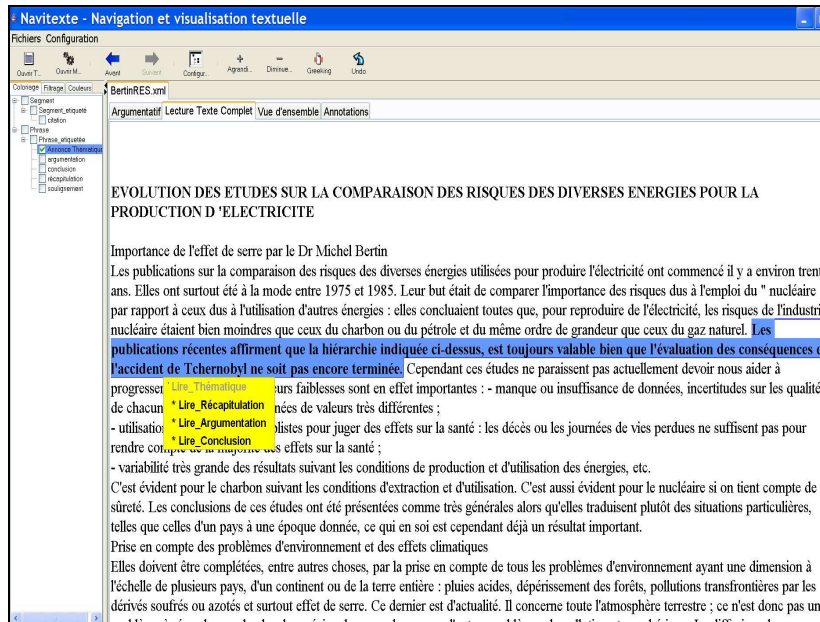 Navitexte - Navigation et visualisation textuelle
Fichiers Configuration
Ouvrir T... Ouvrir M... Avant Suivant Configur... Agrandi... Diminue... Greeking Undo
Coloriage Filtrage Couleurs
BertinRES.xml
Argumentatif Lecture Texte Complet Vue d'ensemble Annotations
Segment
Segment_etiqueté
citation
Phrase
Phrase_etiquetée
Annonce Thématique
argumentation
conclusion
récapitulation
soulignement
EVOLUTION DES ETUDES SUR LA COMPARAISON DES RISQUES DES DIVERSES ENERGIES POUR LA
PRODUCTION D 'ELECTRICITE
Importance de l'effet de serre par le Dr Michel Bertin
Les publications sur la comparaison des risques des diverses énergies utilisées pour produire l'électricité ont commencé il y a environ trent
ans. Elles ont surtout été à la mode entre 1975 et 1985. Leur but était de comparer l'importance des risques dus à l'emploi du " nucléaire
par rapport à ceux dus à l'utilisation d'autres énergies : elles concluaient toutes que, pour reproduire de l'électricité, les risques de l'industri
nucléaire étaient bien moindres que ceux du charbon ou du pétrole et du même ordre de grandeur que ceux du gaz naturel. Les
publications récentes affirment que la hiérarchie indiquée ci-dessus, est toujours valable bien que l'évaluation des conséquences
l'accident de Tchernobyl ne soit pas encore terminée. Cependant ces études ne paraissent pas actuellement devoir nous aider à
progresser urs faiblesses sont en effet importantes : - manque ou insuffisance de données, incertitudes sur les qualité
de chacun nées de valeurs très différentes ;
- utilisation plistes pour juger des effets sur la santé : les décès ou les journées de vies perdues ne suffisent pas pour
rendre compte de la majorité des effets sur la santé ;
* Lire_Thématique
* Lire_Récapitulation
* Lire_Argumentation
* Lire_Conclusion
- variabilité très grande des résultats suivant les conditions de production et d'utilisation des énergies, etc.
C'est évident pour le charbon suivant les conditions d'extraction et d'utilisation. C'est aussi évident pour le nucléaire si on tient compte de
sûreté. Les conclusions de ces études ont été présentées comme très générales alors qu'elles traduisent plutôt des situations particulières,
telles que celles d'un pays à une époque donnée, ce qui en soi est cependant déjà un résultat important.
Prise en compte des problèmes d'environnement et des effets climatiques
Elles doivent être complétées, entre autres choses, par la prise en compte de tous les problèmes d'environnement ayant une dimension à
l'échelle de plusieurs pays, d'un continent ou de la terre entière : pluies acides, dépérissement des forêts, pollutions transfrontières par les
dérivés soufrés ou azotés et surtout effet de serre. Ce dernier est d'actualité. Il concerne toute l'atmosphère terrestre ; ce n'est donc pas un